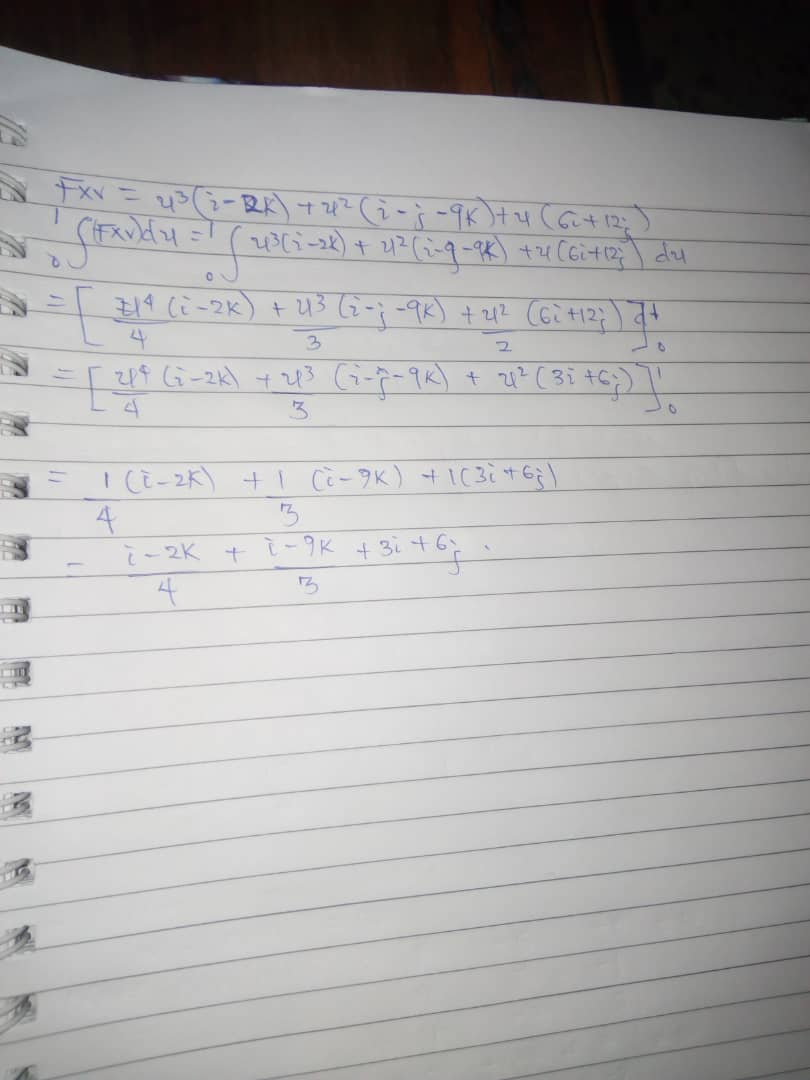 FxV = u³(i-2k) + u²(i-j-9k) + u(6i+12j)
₀¹∫(Fxv)du = ₀¹∫ u³(i-2k) + u²(i-g-9k) + u(6i+12j) du
= [u⁴/4 (i-2k) + u³/3 (i-j-9k) + u²/2 (6i+12j)]₀¹
= [u⁴/4 (i-2k) + u³/3 (i-j-9k) + u²(3i+6j)]₀¹
= 1/4 (i-2k) + 1/3 (i-9k) + 1(3i+6j)
= i-2k/4 + i-9k/3 + 3i+6j.